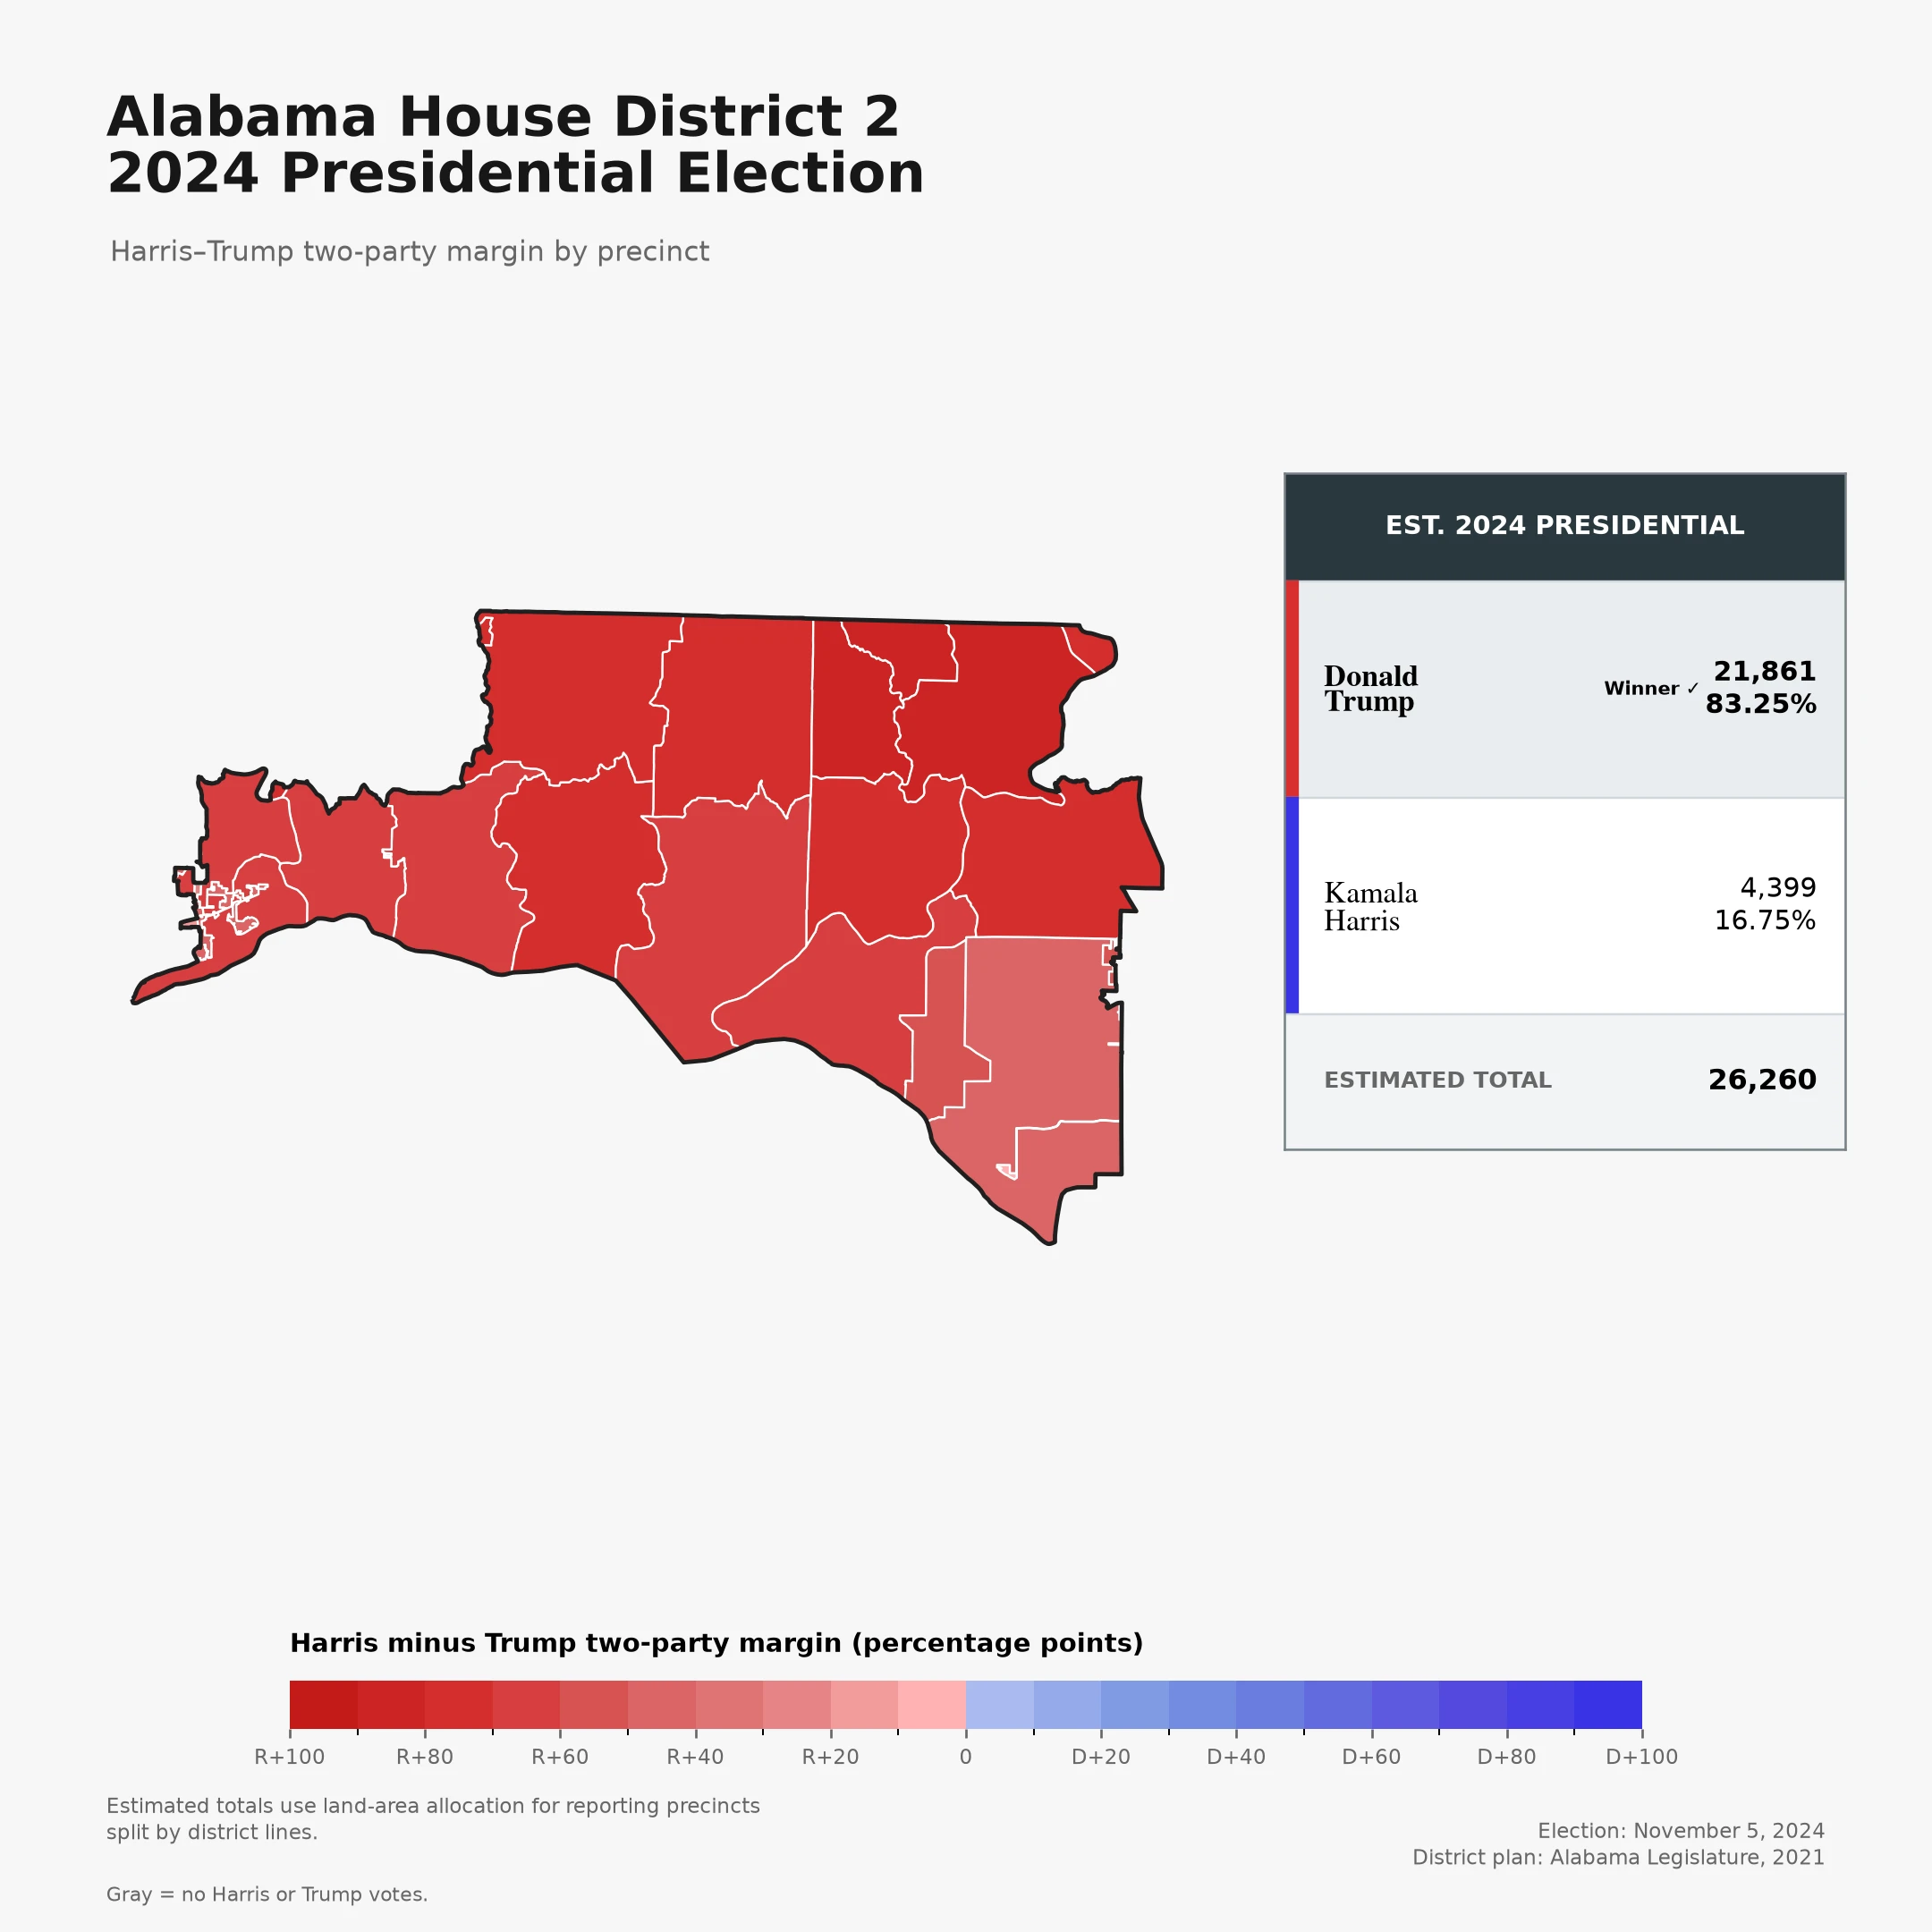 Alabama House District 2
2024 Presidential Election
Harris–Trump two-party margin by precinct
EST. 2024 PRESIDENTIAL
Donald
Trump
Winner ✓
21,861
83.25%
Kamala
Harris
4,399
16.75%
ESTIMATED TOTAL
26,260
Harris minus Trump two-party margin (percentage points)
R+100 R+80 R+60 R+40 R+20 0 D+20 D+40 D+60 D+80 D+100
Estimated totals use land-area allocation for reporting precincts
split by district lines.
Gray = no Harris or Trump votes.
Election: November 5, 2024
District plan: Alabama Legislature, 2021